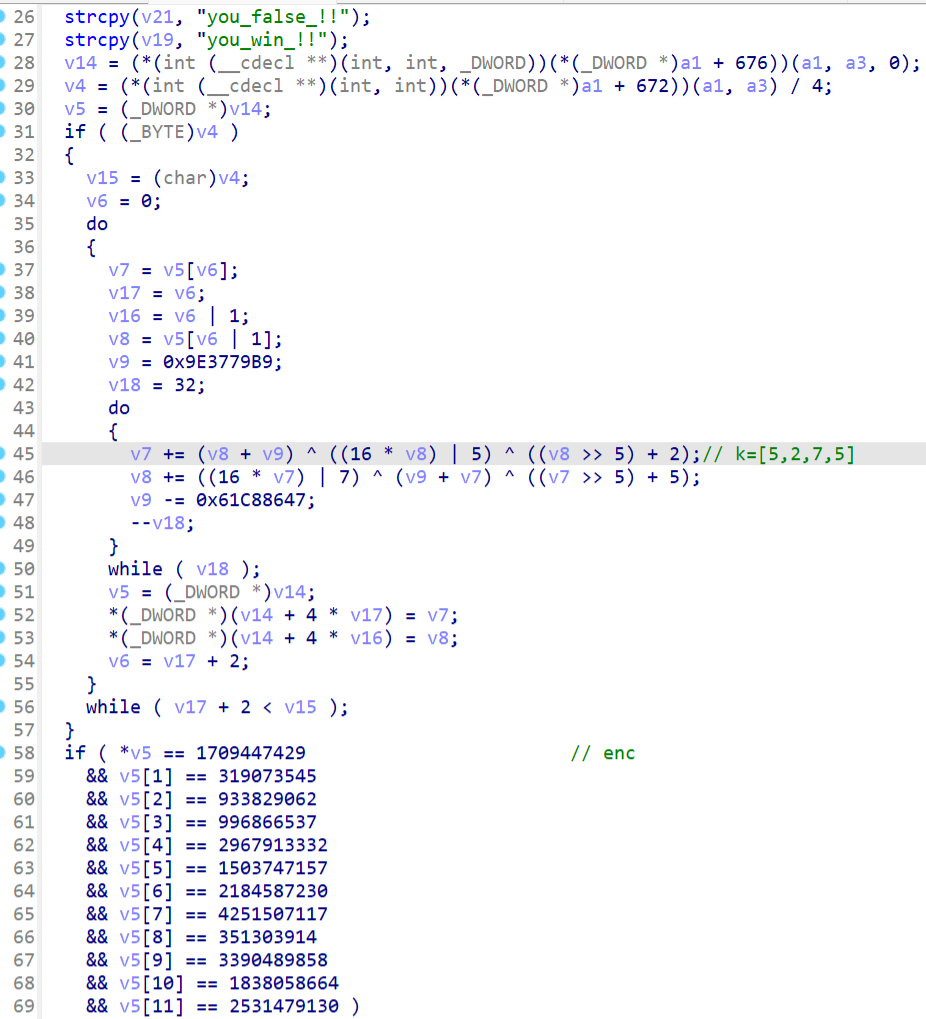 26 strcpy(v21, "you_false_!!");
27 strcpy(v19, "you_win_!!");
28 v14 = (*(int (__cdecl **)(int, int, _DWORD))(*(_DWORD *)a1 + 676))(a1, a3, 0);
29 v4 = (*(int (__cdecl **)(int, int))(*(_DWORD *)a1 + 672))(a1, a3) / 4;
30 v5 = (_DWORD *)v14;
31 if ( (_BYTE)v4 )
32 {
33 v15 = (char)v4;
34 v6 = 0;
35 do
36 {
37 v7 = v5[v6];
38 v17 = v6;
39 v16 = v6 | 1;
40 v8 = v5[v6 | 1];
41 v9 = 0x9E3779B9;
42 v18 = 32;
43 do
44 {
45 v7 += (v8 + v9) ^ ((16 * v8) | 5) ^ ((v8 >> 5) + 2);// k=[5,2,7,5]
46 v8 += ((16 * v7) | 7) ^ (v9 + v7) ^ ((v7 >> 5) + 5);
47 v9 -= 0x61C88647;
48 --v18;
49 }
50 while ( v18 );
51 v5 = (_DWORD *)v14;
52 *(_DWORD *)(v14 + 4 * v17) = v7;
53 *(_DWORD *)(v14 + 4 * v16) = v8;
54 v6 = v17 + 2;
55 }
56 while ( v17 + 2 < v15 );
57 }
58 if ( *v5 == 1709447429 // enc
59 && v5[1] == 319073545
60 && v5[2] == 933829062
61 && v5[3] == 996866537
62 && v5[4] == 2967913332
63 && v5[5] == 1503747157
64 && v5[6] == 2184587230
65 && v5[7] == 4251507117
66 && v5[8] == 351303914
67 && v5[9] == 3390489858
68 && v5[10] == 1838058664
69 && v5[11] == 2531479130 )